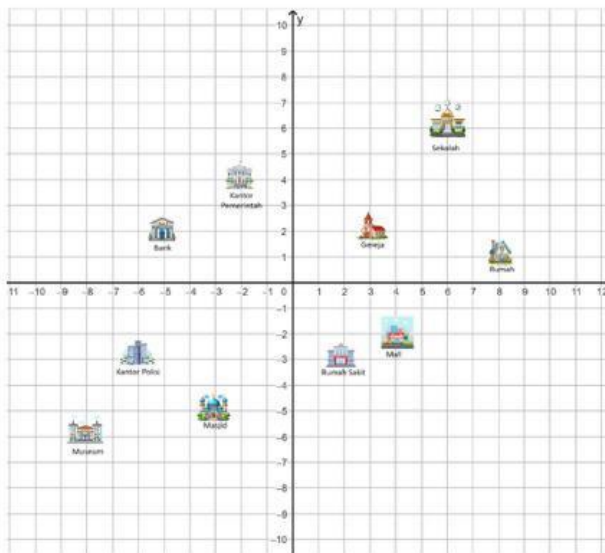 y
10
9
8
7
6
Sekolah
5
4
Kantor
Pemerintah
3
2
Bank
Gereja
1
Rumah
11 -10 -9 -8 -7 -6 -5 -4 -3 -2 -1 0 1 2 3 4 5 6 7 8 9 10 11 12
-1
-2
Mall
-3
Kantor Polisi
Rumah Sakit
-4
-5
Masjid
-6
Museum
-7
-8
-9
-10